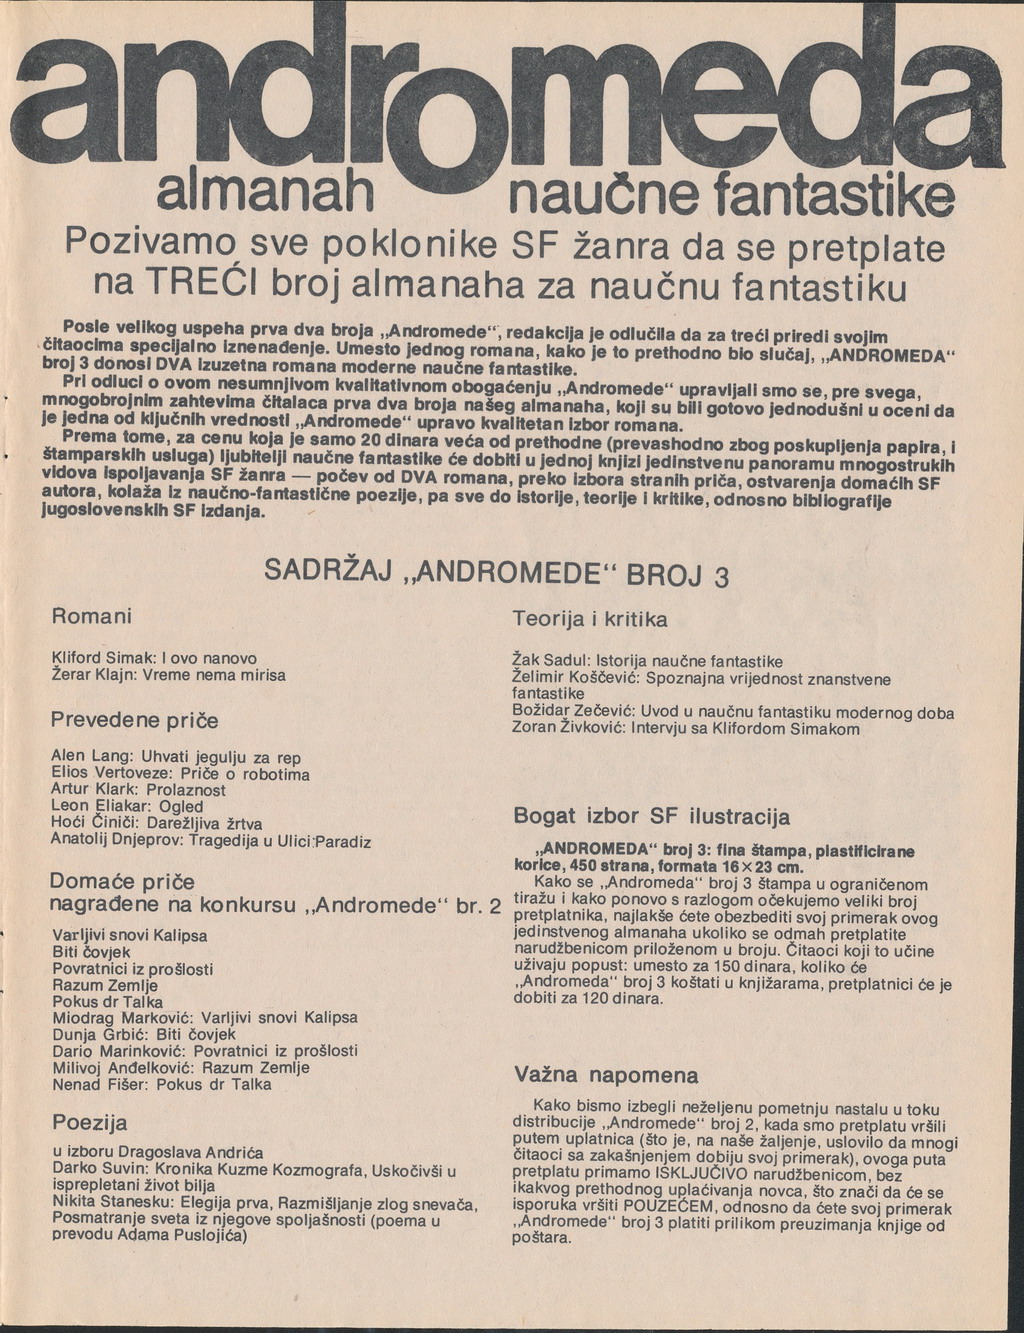 andromeda
almanah naučne fantastike
Pozivamo sve poklonike SF žanra da se pretplate
na TREĆI broj almanaha za naučnu fantastiku
Posle velikog uspeha prva dva broja „Andromede“, redakcija je odlučila da za treći priredi svojim
čitaocima specijalno iznenađenje. Umesto jednog romana, kako je to prethodno bio slučaj, „ANDROMEDA“
broj 3 donosi DVA izuzetna romana moderne naučne fantastike.
Pri odluci o ovom nesumnjivom kvalitativnom obogaćenju „Andromede“ upravljali smo se, pre svega,
mnogobrojnim zahtevima čitalaca prva dva broja našeg almanaha, koji su bili gotovo jednodušni u oceni da
je jedna od ključnih vrednosti „Andromede“ upravo kvalitetan izbor romana.
Prema tome, za cenu koja je samo 20 dinara veća od prethodne (prevashodno zbog poskupljenja papira, i
štamparskih usluga) ljubitelji naučne fantastike će dobiti u jednoj knjizi jedinstvenu panoramu mnogostrukih
vidova ispoljavanja SF žanra — počev od DVA romana, preko izbora stranih priča, ostvarenja domaćih SF
autora, kolaža iz naučno-fantastične poezije, pa sve do istorije, teorije i kritike, odnosno bibliografije
jugoslovenskih SF izdanja.
SADRŽAJ „ANDROMEDE“ BROJ 3
Romani
Kliford Simak: I ovo nanovo
Žerar Klajn: Vreme nema mirisa
Prevedene priče
Alen Lang: Uhvati jegulju za rep
Elios Vertoveze: Priče o robotima
Artur Klark: Prolaznost
Leon Eliakar: Ogled
Hoći Činiči: Darežljiva žrtva
Anatolij Dnjeprov: Tragedija u Ulici Paradiz
Domaće priče
nagrađene na konkursu „Andromede“ br. 2
Varljivi snovi Kalipsa
Biti čovjek
Povratnici iz prošlosti
Razum Zemlje
Pokus dr Talka
Miodrag Marković: Varljivi snovi Kalipsa
Dunja Grbić: Biti čovjek
Dario Marinković: Povratnici iz prošlosti
Milivoj Anđelković: Razum Zemlje
Nenad Fišer: Pokus dr Talka
Poezija
u izboru Dragoslava Andrića
Darko Suvin: Kronika Kuzme Kozmografa, Uskočivši u
isprepletani život bilja
Nikita Stanesku: Elegija prva, Razmišljanje zlog snevača,
Posmatranje sveta iz njegove spoljašnosti (poema u
prevodu Adama Puslojića)
Teorija i kritika
Žak Sadul: Istorija naučne fantastike
Želimir Koščević: Spoznajna vrijednost znanstvene
fantastike
Božidar Zečević: Uvod u naučnu fantastiku modernog doba
Zoran Živković: Intervju sa Klifordom Simakom
Bogat izbor SF ilustracija
„ANDROMEDA“ broj 3: fina štampa, plastificirane
korice, 450 strana, formata 16×23 cm.
Kako se „Andromeda“ broj 3 štampa u ograničenom
tiražu i kako ponovo s razlogom očekujemo veliki broj
pretplatnika, najlakše ćete obezbediti svoj primerak ovog
jedinstvenog almanaha ukoliko se odmah pretplatite
narudžbenicom priloženom u broju. Čitaoci koji to učine
uživaju popust: umesto za 150 dinara, koliko će
„Andromeda“ broj 3 koštati u knjižarama, pretplatnici će je
dobiti za 120 dinara.
Važna napomena
Kako bismo izbegli neželjenu pometnju nastalu u toku
distribucije „Andromede“ broj 2, kada smo pretplatu vršili
putem uplatnica (što je, na naše žaljenje, uslovilo da mnogi
čitaoci sa zakašnjenjem dobiju svoj primerak), ovoga puta
pretplatu primamo ISKLJUČIVO narudžbenicom, bez
ikakvog prethodnog uplaćivanja novca, što znači da će se
isporuka vršiti POUZEĆEM, odnosno da ćete svoj primerak
„Andromede“ broj 3 platiti prilikom preuzimanja knjige od
poštara.